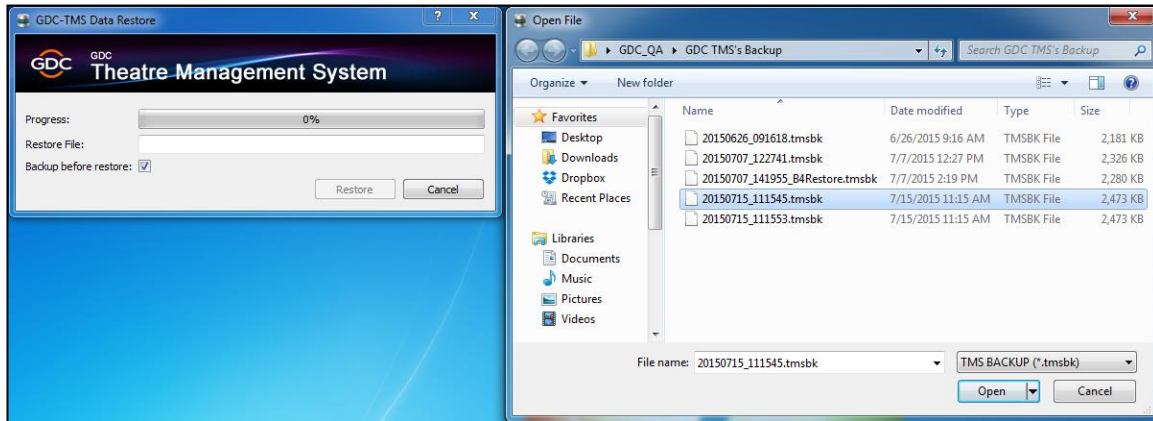 GDC-TMS Data Restore
?
X
GDC
GDC
Theatre Management System
Progress: 0%
Restore File:
Backup before restore:
Restore Cancel
Open File
GDC_QA ▸ GDC TMS's Backup
Search GDC TMS's Backup
Organize New folder
Favorites
Desktop
Downloads
Dropbox
Recent Places
Libraries
Documents
Music
Pictures
Videos
Name Date modified Type Size
20150626_091618.tmsbk 6/26/2015 9:16 AM TMSBK File 2,181 KB
20150707_122741.tmsbk 7/7/2015 12:27 PM TMSBK File 2,326 KB
20150707_141955_B4Restore.tmsbk 7/7/2015 2:19 PM TMSBK File 2,280 KB
20150715_111545.tmsbk 7/15/2015 11:15 AM TMSBK File 2,473 KB
20150715_111553.tmsbk 7/15/2015 11:15 AM TMSBK File 2,473 KB
File name: 20150715_111545.tmsbk TMS BACKUP (*.tmsbk)
Open Cancel